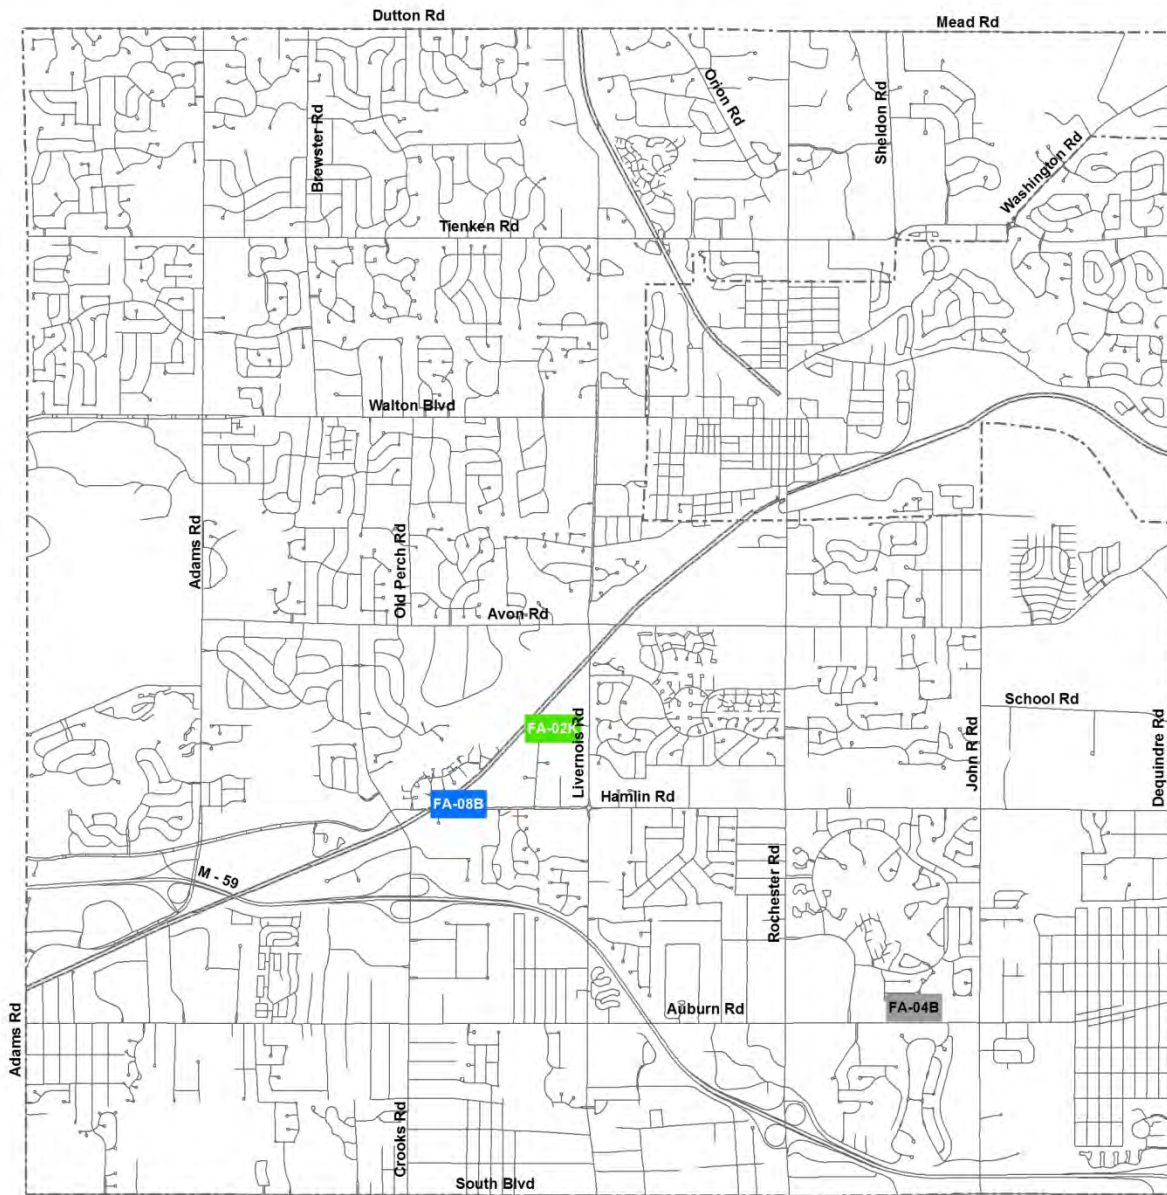 Dutton Rd
Mead Rd
Orion Rd
Brewster Rd
Sheldon Rd
Washington Rd
Tienken Rd
Walton Blvd
Adams Rd
Old Perch Rd
Avon Rd
School Rd
FA-02K
Livernois Rd
John R Rd
Dequindre Rd
FA-08B
Hamlin Rd
M - 59
Rochester Rd
FA-04B
Auburn Rd
Adams Rd
Crooks Rd
South Blvd